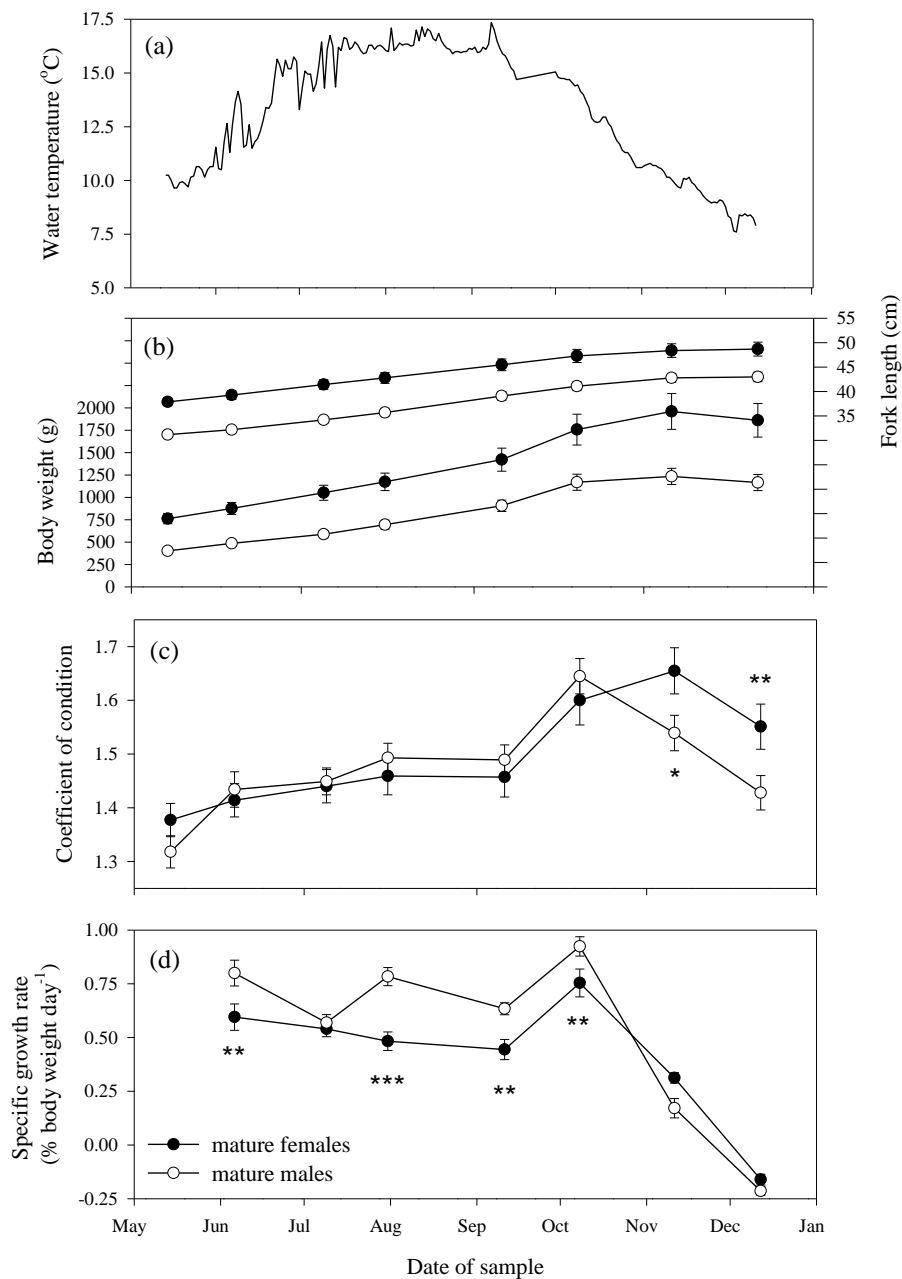 17.5
15.0
12.5
10.0
7.5
5.0
Water temperature (°C)
(a)
(b)
2000
1750
1500
1250
1000
750
500
250
0
Body weight (g)
55
50
45
40
35
Fork length (cm)
(c)
1.7
1.6
1.5
1.4
1.3
Coefficient of condition
*
**
(d)
1.00
0.75
0.50
0.25
0.00
-0.25
Specific growth rate
(% body weight day⁻¹)
**
***
**
**
mature females
mature males
May Jun Jul Aug Sep Oct Nov Dec Jan
Date of sample